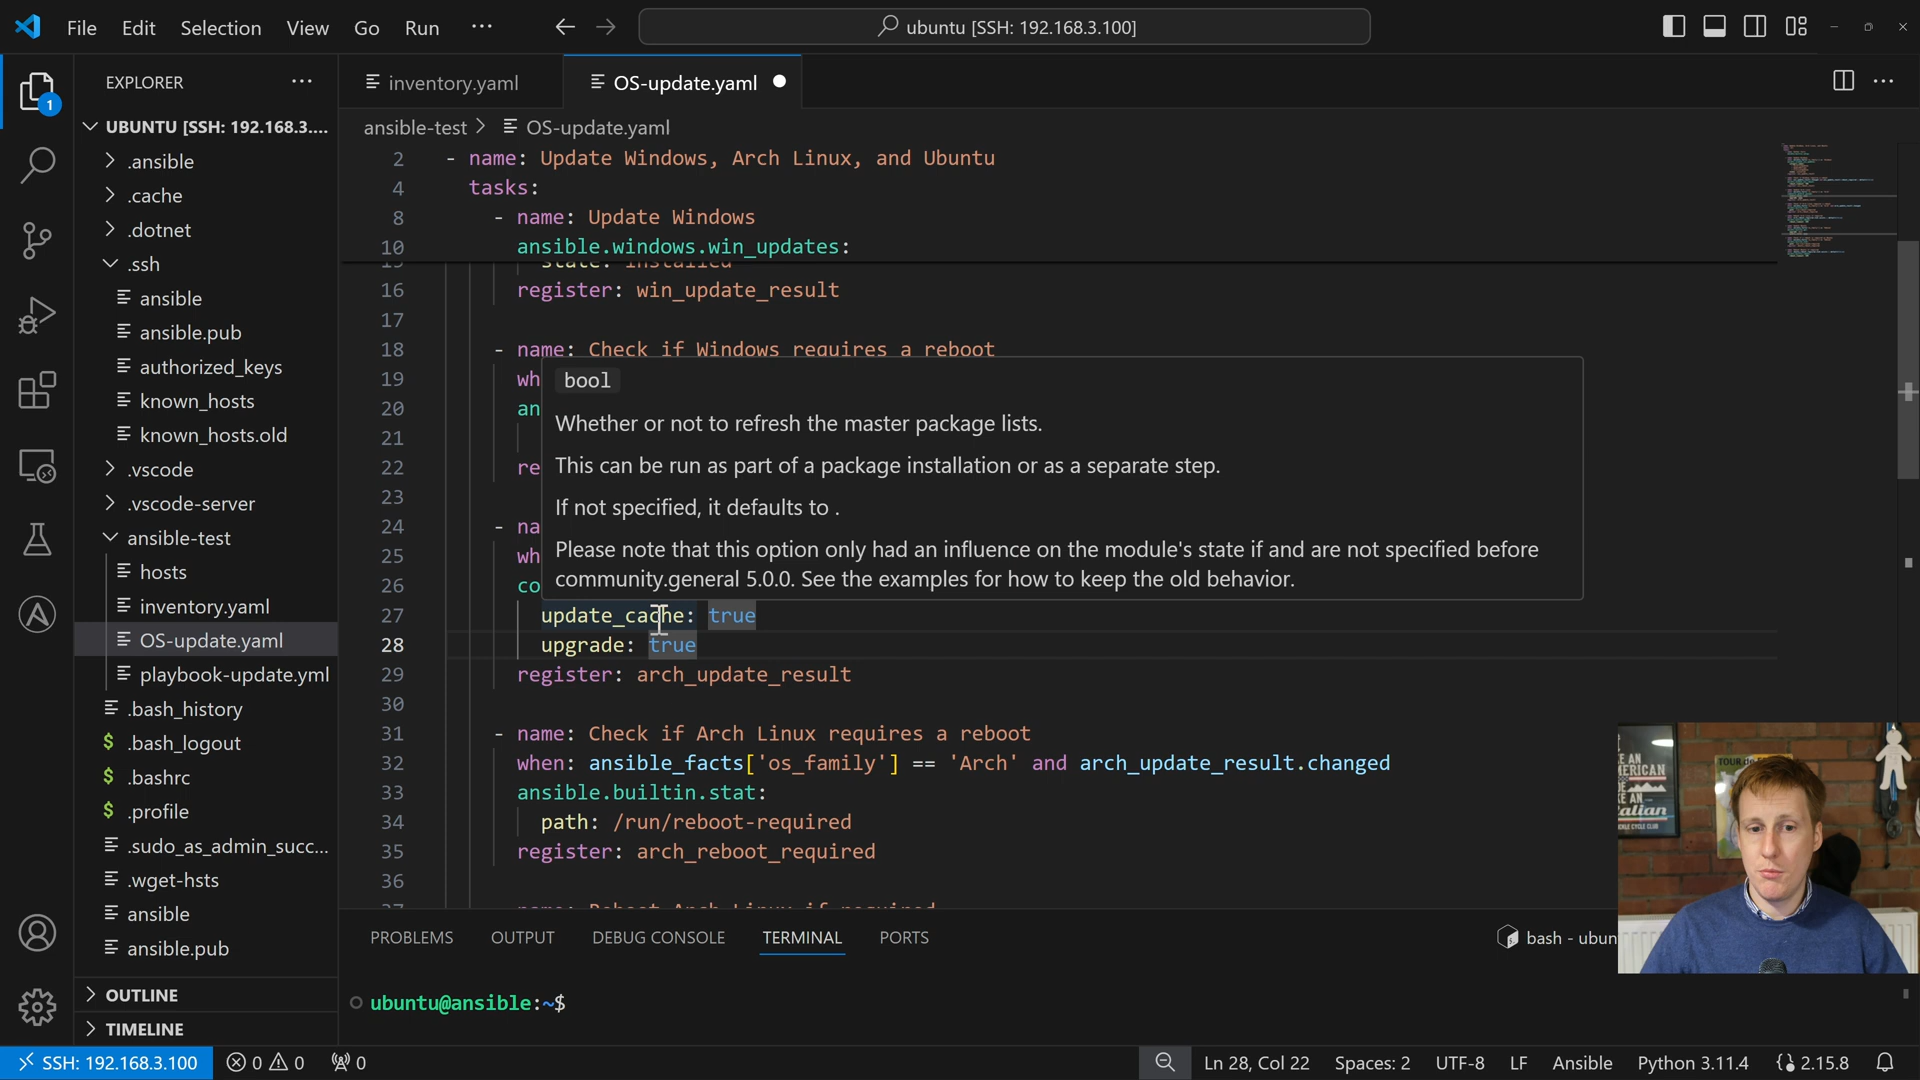 File Edit Selection View Go Run ···
ubuntu [SSH: 192.168.3.100]
EXPLORER ···
UBUNTU [SSH: 192.168.3....
.ansible
.cache
.dotnet
.ssh
ansible
ansible.pub
authorized_keys
known_hosts
known_hosts.old
.vscode
.vscode-server
ansible-test
hosts
inventory.yaml
OS-update.yaml
playbook-update.yml
.bash_history
.bash_logout
.bashrc
.profile
.sudo_as_admin_succ...
.wget-hsts
ansible
ansible.pub
OUTLINE
TIMELINE
1
inventory.yaml
OS-update.yaml
ansible-test > OS-update.yaml
2 - name: Update Windows, Arch Linux, and Ubuntu
4 tasks:
8 - name: Update Windows
10 ansible.windows.win_updates:
15 state: installed
16 register: win_update_result
17
18 - name: Check if Windows requires a reboot
19 wh
20 an
21
22 re
23
24 - na
25 wh
26 co
bool
Whether or not to refresh the master package lists.
This can be run as part of a package installation or as a separate step.
If not specified, it defaults to .
Please note that this option only had an influence on the module's state if and are not specified before
community.general 5.0.0. See the examples for how to keep the old behavior.
27 update_cache: true
28 upgrade: true
29 register: arch_update_result
30
31 - name: Check if Arch Linux requires a reboot
32 when: ansible_facts['os_family'] == 'Arch' and arch_update_result.changed
33 ansible.builtin.stat:
34 path: /run/reboot-required
35 register: arch_reboot_required
36
37 name: Reboot Arch Linux if required
PROBLEMS OUTPUT DEBUG CONSOLE TERMINAL PORTS
bash - ubun
ubuntu@ansible:~$
SSH: 192.168.3.100 0 0 0
Ln 28, Col 22 Spaces: 2 UTF-8 LF Ansible Python 3.11.4 2.15.8